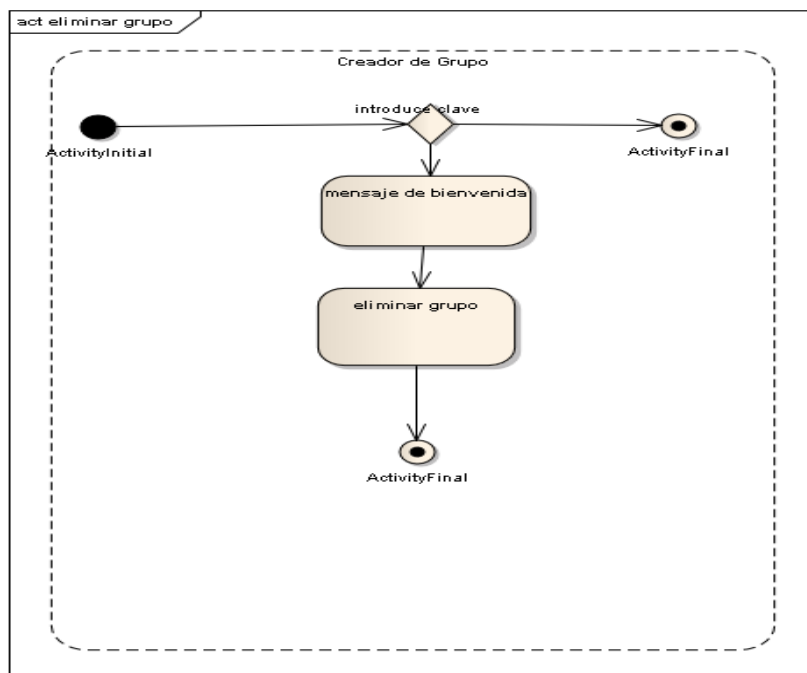 act eliminar grupo
Creador de Grupo
introduce clave
ActivityInitial
ActivityFinal
mensaje de bienvenida
eliminar grupo
ActivityFinal